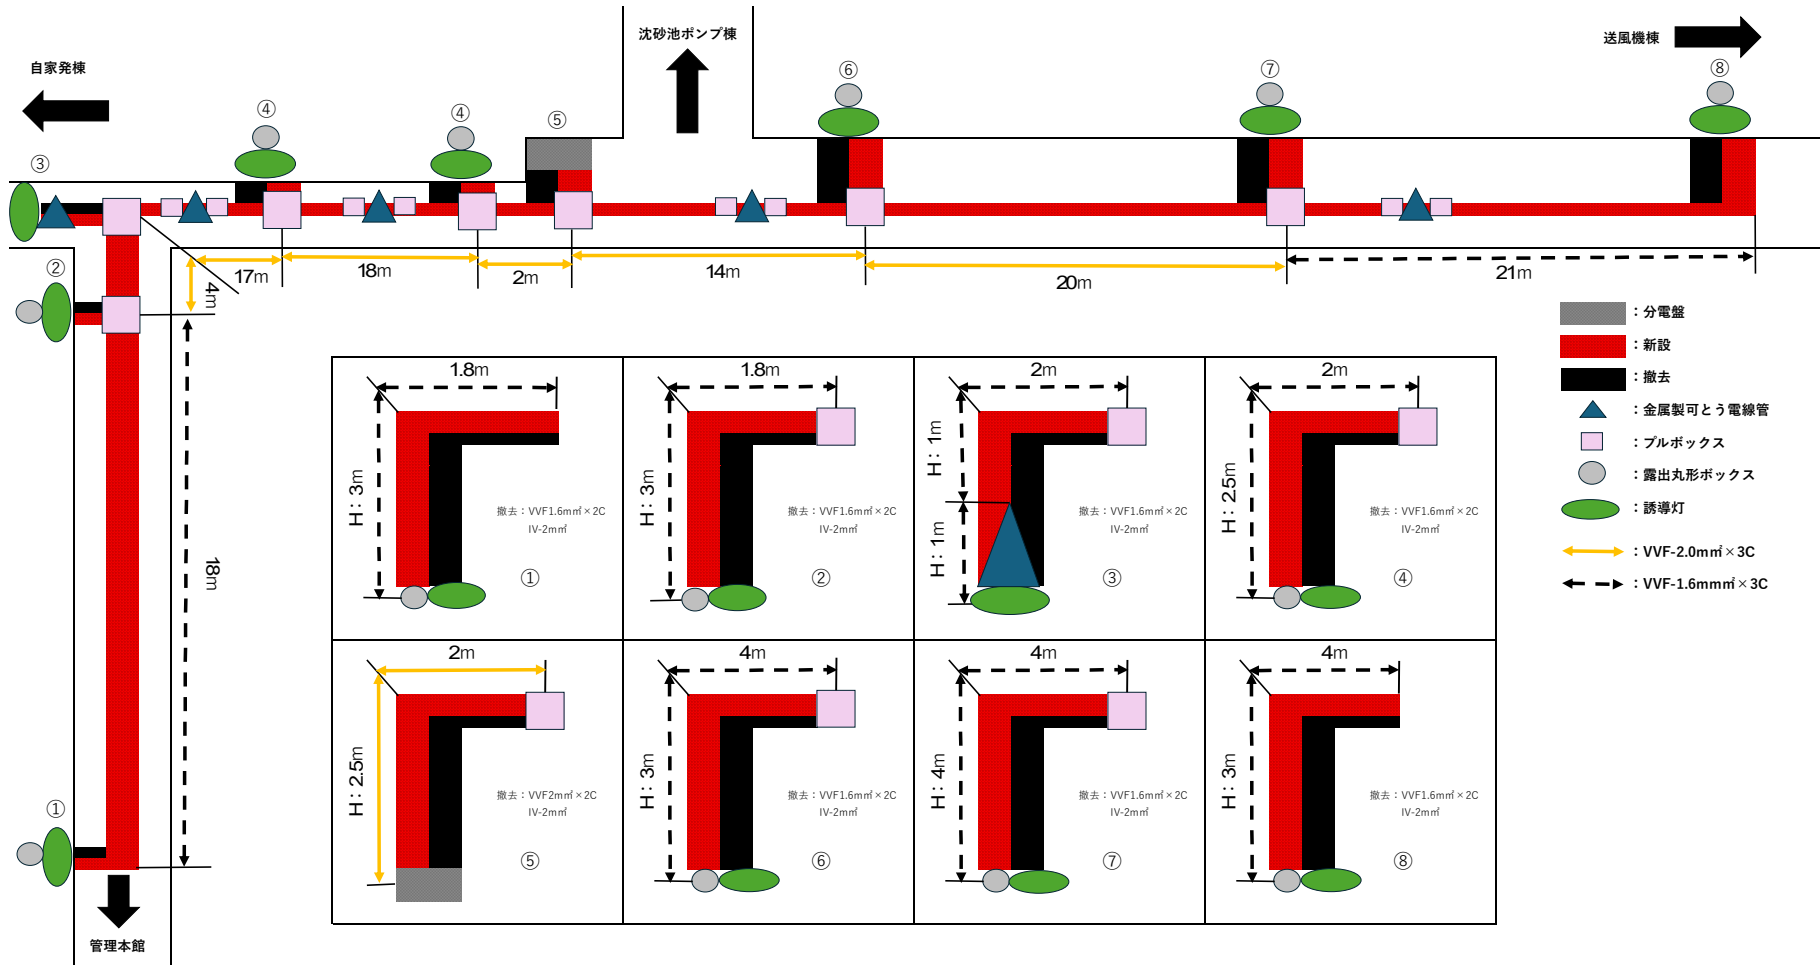 沈砂池ポンプ棟
送風機棟
自家発棟
③
④
④
⑤
⑥
⑦
⑧
②
17m
18m
2m
14m
20m
21m
4m
18m
①
管理本館
：分電盤
：新設
：撤去
：金属製可とう電線管
：プルボックス
：露出丸形ボックス
：誘導灯
：VVF-2.0m㎡×3C
：VVF-1.6mm㎡×3C
1.8m
H：3m
撤去：VVF1.6m㎡×2C
IV-2m㎡
①
1.8m
H：3m
撤去：VVF1.6m㎡×2C
IV-2m㎡
②
2m
H：1m
H：1m
撤去：VVF1.6m㎡×2C
IV-2m㎡
③
2m
H：2.5m
撤去：VVF1.6m㎡×2C
IV-2m㎡
④
2m
H：2.5m
撤去：VVF2m㎡×2C
IV-2m㎡
⑤
4m
H：3m
撤去：VVF1.6m㎡×2C
IV-2m㎡
⑥
4m
H：4m
撤去：VVF1.6m㎡×2C
IV-2m㎡
⑦
4m
H：3m
撤去：VVF1.6m㎡×2C
IV-2m㎡
⑧